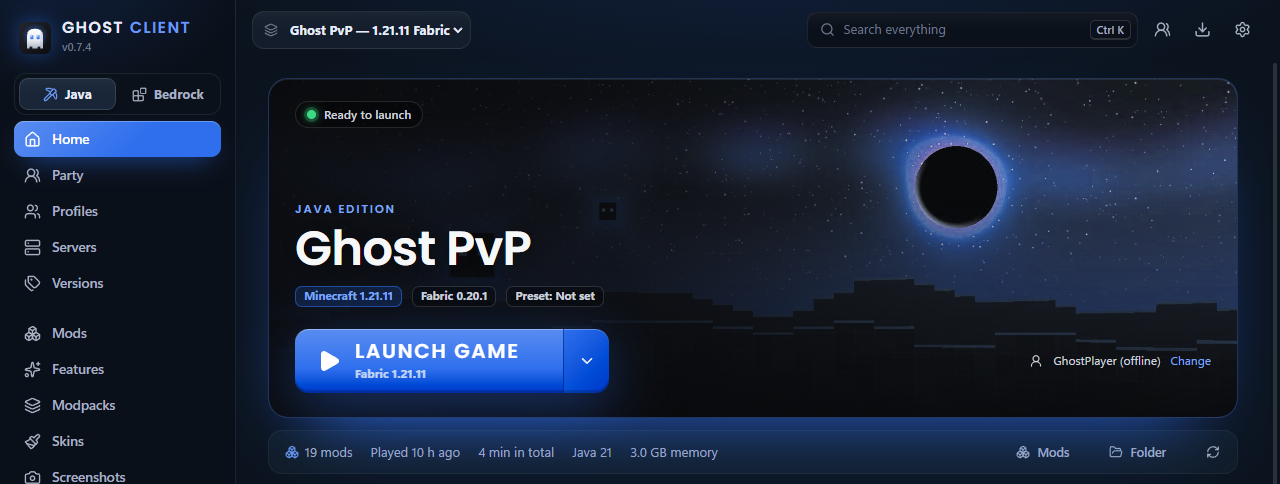 GHOST CLIENT
v0.7.4
Java
Bedrock
Home
Party
Profiles
Servers
Versions
Mods
Features
Modpacks
Skins
Screenshots
Ghost PvP — 1.21.11 Fabric
Search everything
Ctrl K
Ready to launch
JAVA EDITION
Ghost PvP
Minecraft 1.21.11
Fabric 0.20.1
Preset: Not set
LAUNCH GAME
Fabric 1.21.11
GhostPlayer (offline) Change
19 mods
Played 10 h ago
4 min in total
Java 21
3.0 GB memory
Mods
Folder